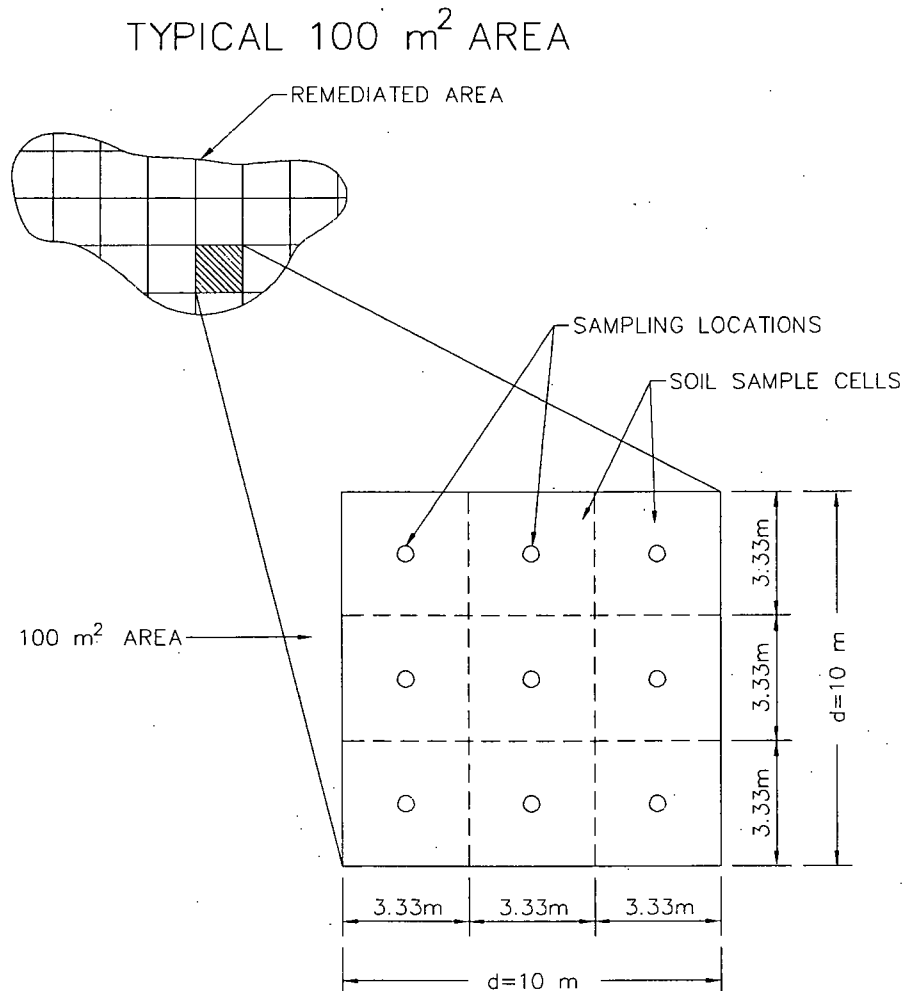 TYPICAL 100 m² AREA
REMEDIATED AREA
SAMPLING LOCATIONS
SOIL SAMPLE CELLS
3.33m
3.33m
3.33m
d=10 m
100 m² AREA
3.33m
3.33m
3.33m
d=10 m